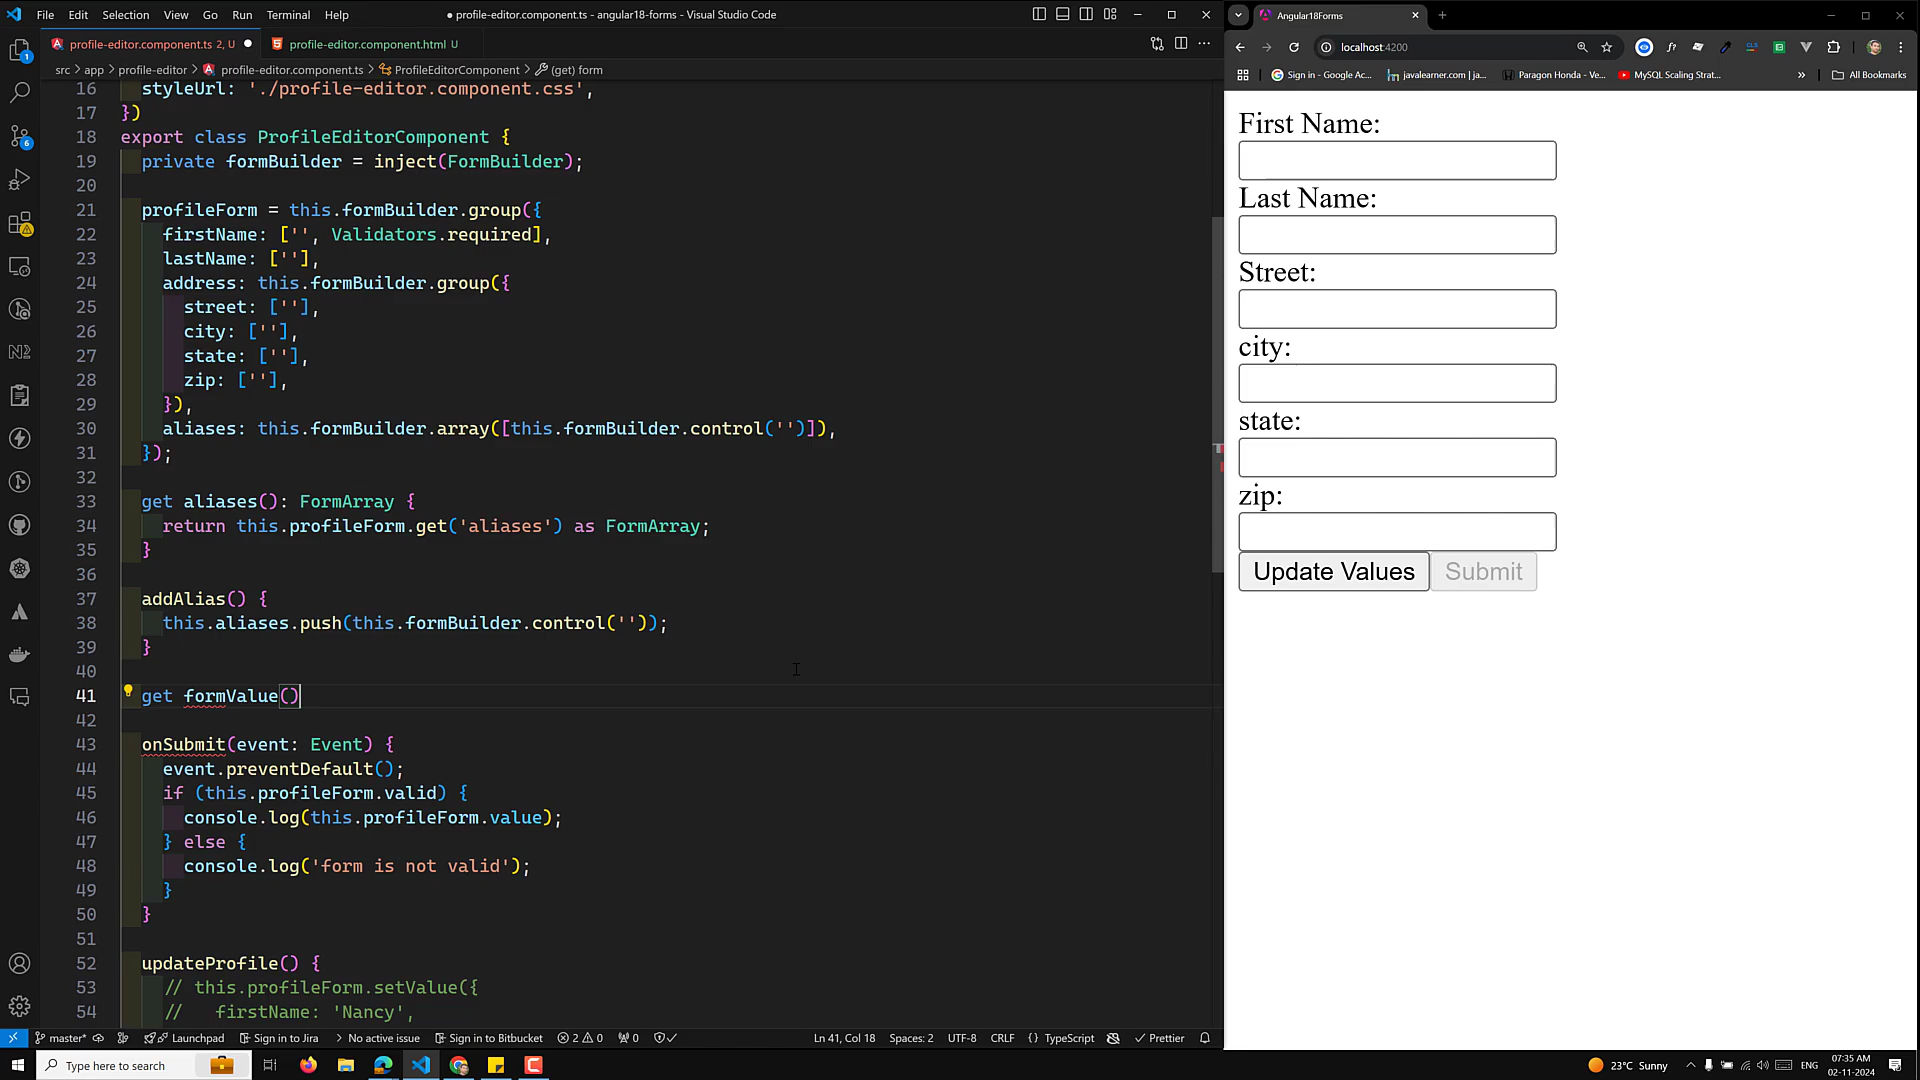 File Edit Selection View Go Run Terminal Help
● profile-editor.component.ts - angular18-forms - Visual Studio Code
profile-editor.component.ts 2, U ●
profile-editor.component.html U
src > app > profile-editor > profile-editor.component.ts > ProfileEditorComponent > (get) form
16 styleUrl: './profile-editor.component.css',
17 })
18 export class ProfileEditorComponent {
19 private formBuilder = inject(FormBuilder);
20
21 profileForm = this.formBuilder.group({
22 firstName: ['', Validators.required],
23 lastName: [''],
24 address: this.formBuilder.group({
25 street: [''],
26 city: [''],
27 state: [''],
28 zip: [''],
29 }),
30 aliases: this.formBuilder.array([this.formBuilder.control('')]),
31 });
32
33 get aliases(): FormArray {
34 return this.profileForm.get('aliases') as FormArray;
35 }
36
37 addAlias() {
38 this.aliases.push(this.formBuilder.control(''));
39 }
40
41 get formValue()
42
43 onSubmit(event: Event) {
44 event.preventDefault();
45 if (this.profileForm.valid) {
46 console.log(this.profileForm.value);
47 } else {
48 console.log('form is not valid');
49 }
50 }
51
52 updateProfile() {
53 // this.profileForm.setValue({
54 // firstName: 'Nancy',
master* Launchpad Sign in to Jira No active issue Sign in to Bitbucket 2 0 0
Ln 41, Col 18 Spaces: 2 UTF-8 CRLF {} TypeScript Prettier
Angular18Forms
localhost:4200
Sign in - Google Ac... javalearner.com | ja... Paragon Honda - Ve... MySQL Scaling Strat... » All Bookmarks
First Name:
Last Name:
Street:
city:
state:
zip:
Update Values Submit
Type here to search
23°C Sunny
ENG
07:35 AM
02-11-2024